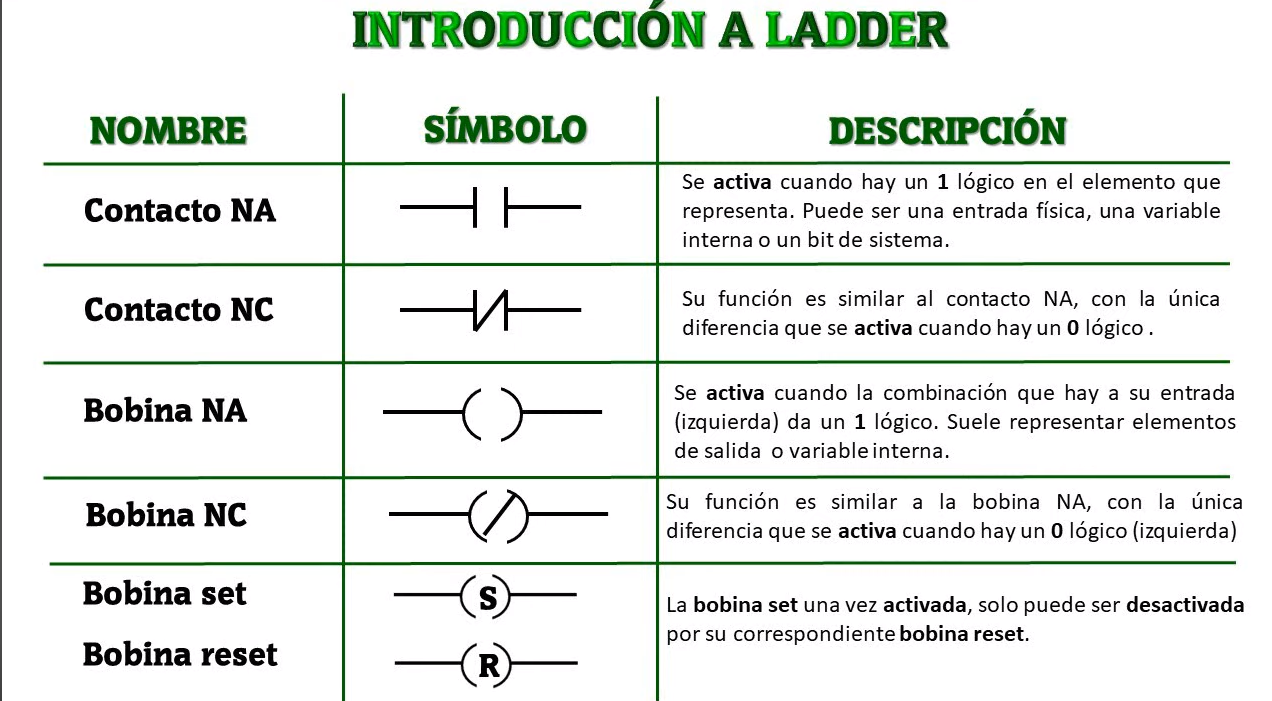 INTRODUCCIÓN A LADDER
NOMBRE
SÍMBOLO
DESCRIPCIÓN
Contacto NA
Se activa cuando hay un 1 lógico en el elemento que
representa. Puede ser una entrada física, una variable
interna o un bit de sistema.
Contacto NC
Su función es similar al contacto NA, con la única
diferencia que se activa cuando hay un 0 lógico .
Bobina NA
Se activa cuando la combinación que hay a su entrada
(izquierda) da un 1 lógico. Suele representar elementos
de salida o variable interna.
Bobina NC
Su función es similar a la bobina NA, con la única
diferencia que se activa cuando hay un 0 lógico (izquierda)
Bobina set
S
La bobina set una vez activada, solo puede ser desactivada
por su correspondiente bobina reset.
Bobina reset
R